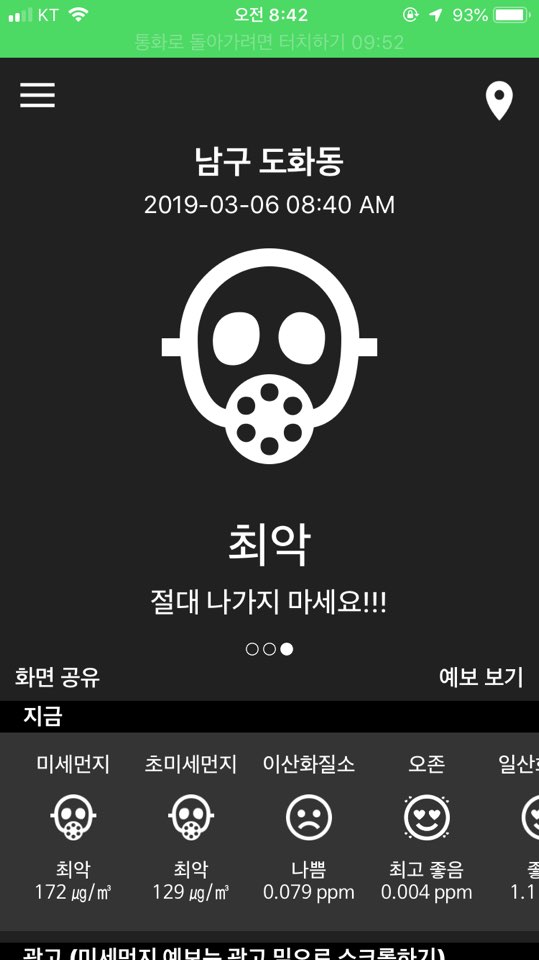 KT 오전 8:42 93%
통화로 돌아가려면 터치하기 09:52
남구 도화동
2019-03-06 08:40 AM
최악
절대 나가지 마세요!!!
화면 공유 예보 보기
지금
미세먼지 초미세먼지 이산화질소 오존 일산화
최악 최악 나쁨 최고 좋음
172 ㎍/㎥ 129 ㎍/㎥ 0.079 ppm 0.004 ppm 1.1
광고 (미세먼지 예보는 광고 밑으로 스크롤하기)